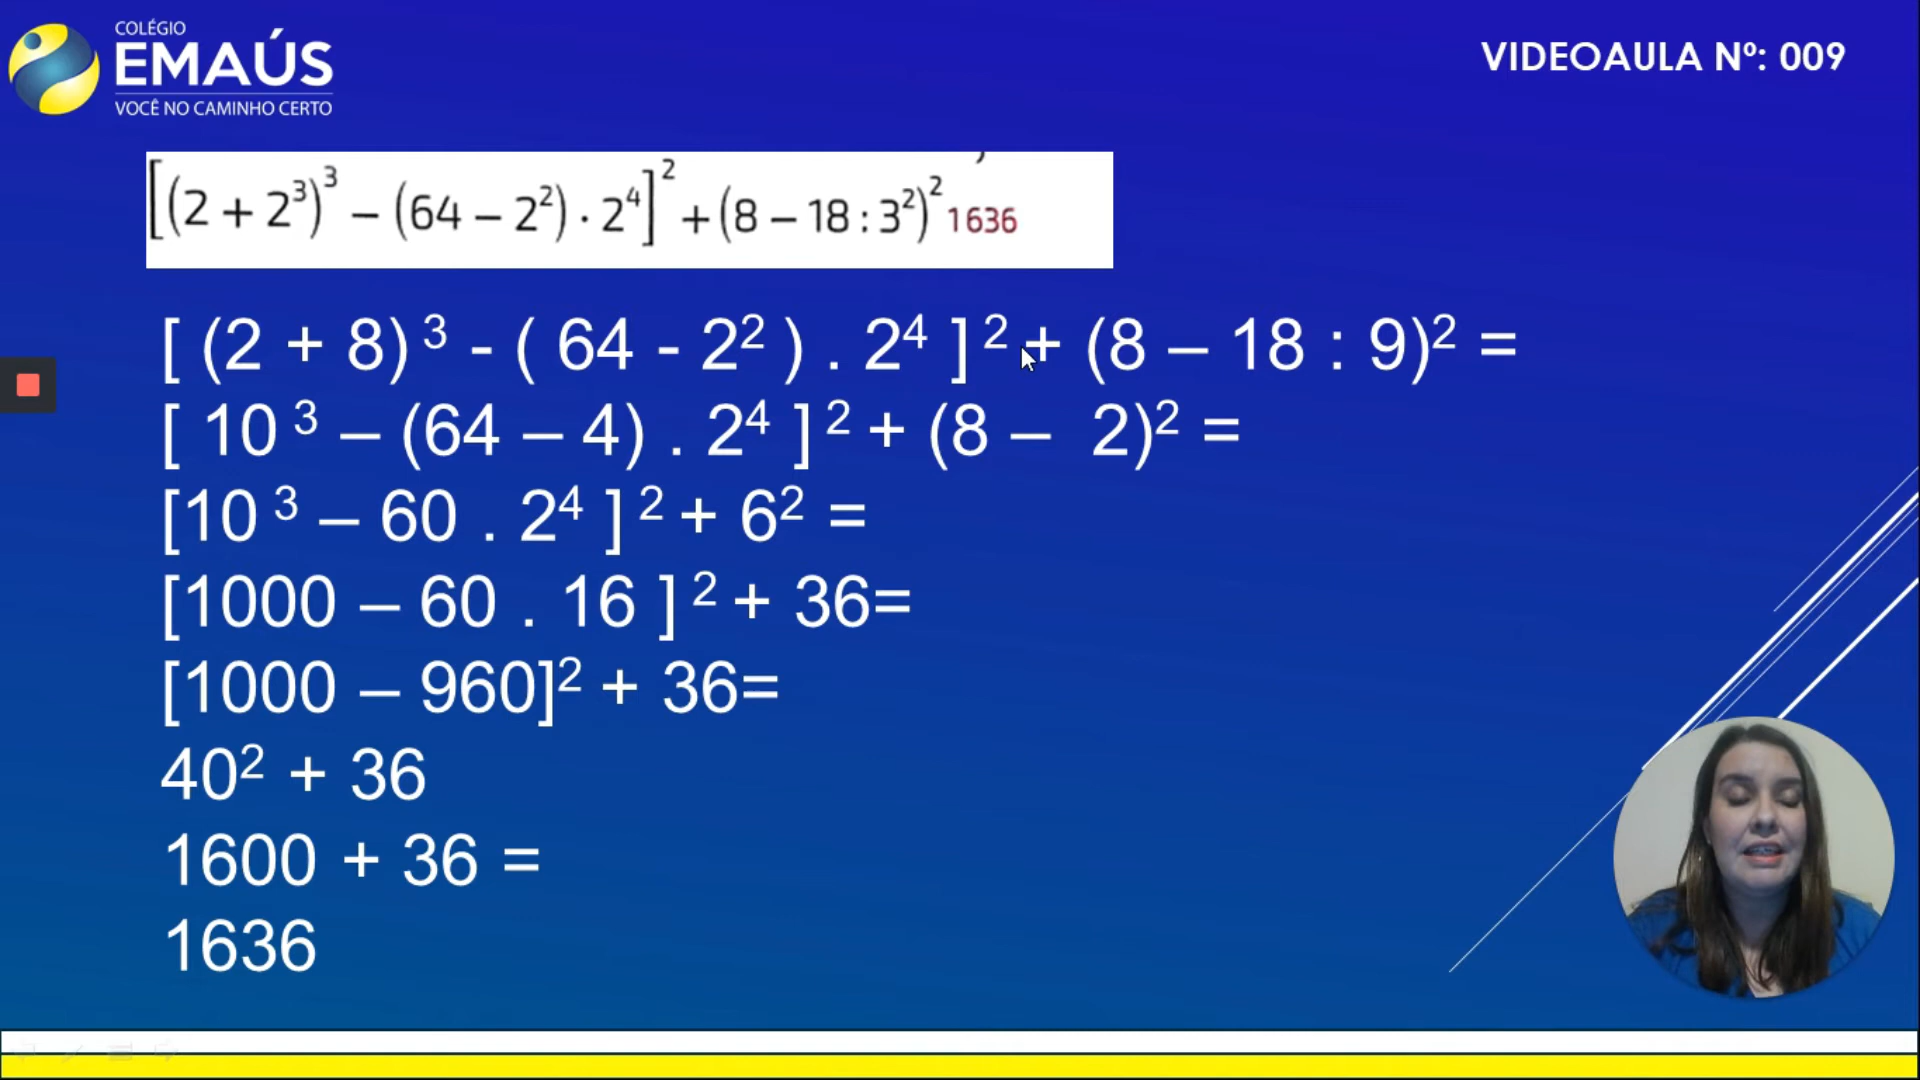 COLÉGIO
EMAÚS
VOCÊ NO CAMINHO CERTO
VIDEOAULA Nº: 009
[(2 + 2³)³ – (64 – 2²) · 2⁴]² + (8 – 18 : 3²)² 1636
[ (2 + 8) ³ - ( 64 - 2² ) . 2⁴ ] ² + (8 – 18 : 9)² =
[ 10 ³ – (64 – 4) . 2⁴ ] ² + (8 – 2)² =
[10 ³ – 60 . 2⁴ ] ² + 6² =
[1000 – 60 . 16 ] ² + 36=
[1000 – 960]² + 36=
40² + 36
1600 + 36 =
1636